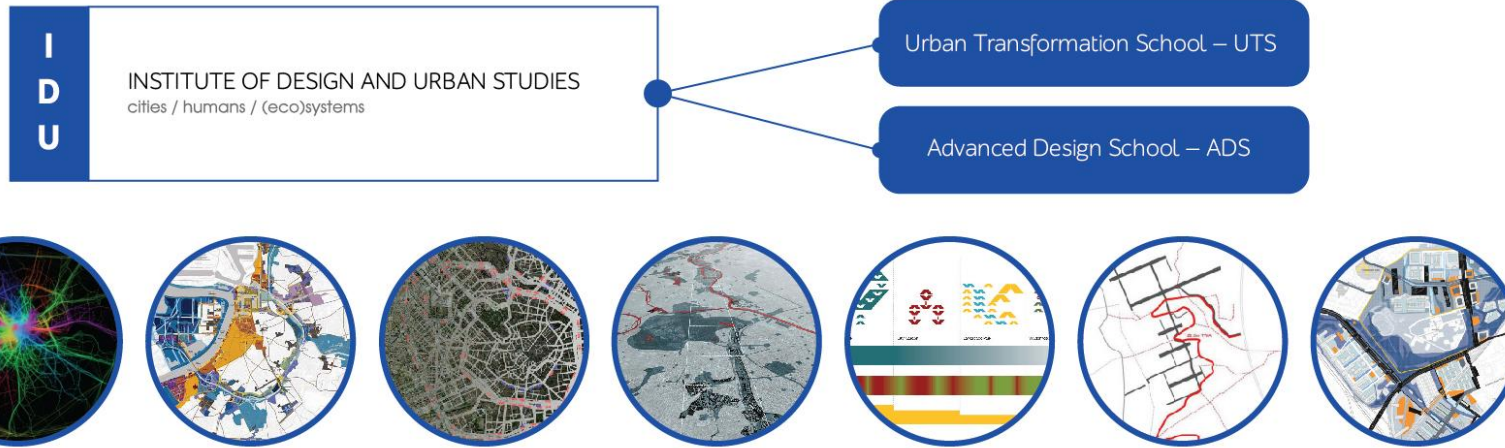 I
D
U
INSTITUTE OF DESIGN AND URBAN STUDIES
cities / humans / (eco)systems
Urban Transformation School – UTS
Advanced Design School – ADS